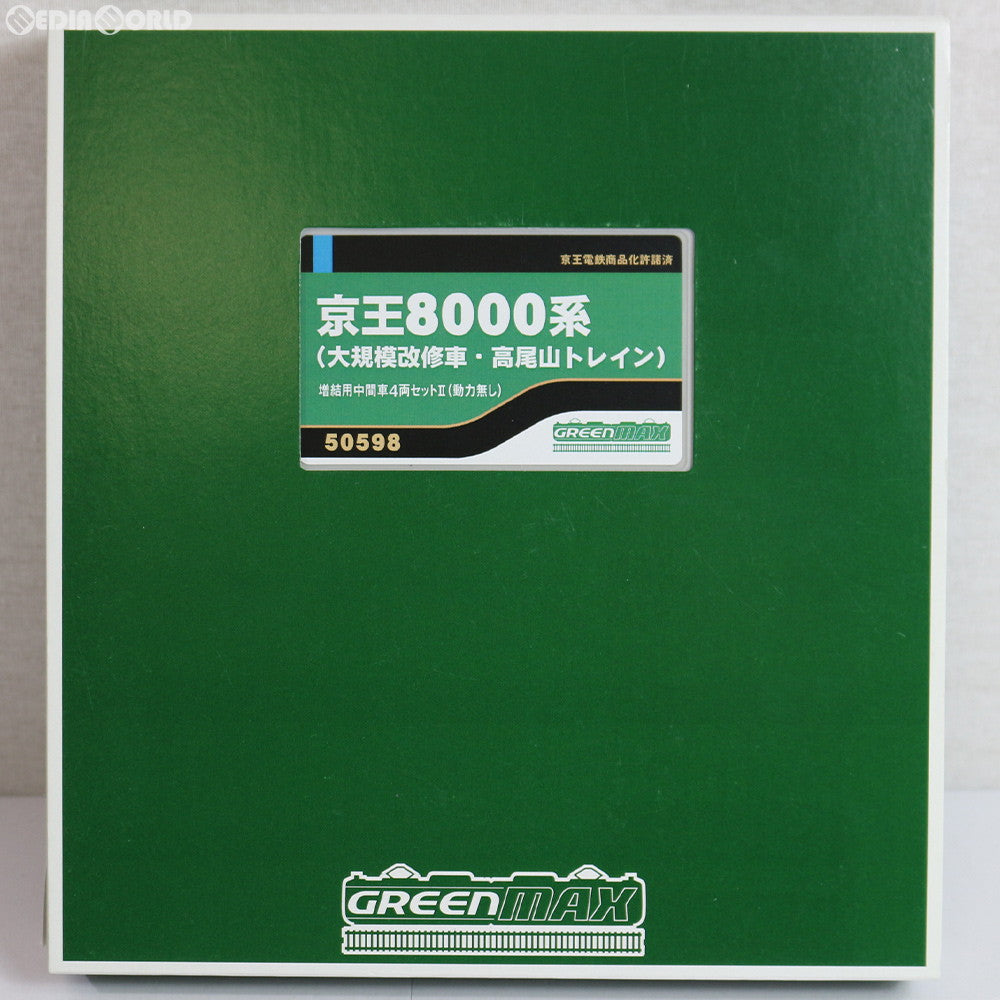 MEDIAWORLD
京王電鉄商品化許諾済
京王8000系
(大規模改修車・高尾山トレイン)
増結用中間車4両セットⅡ(動力無し)
50598
GREENMAX
GREENMAX